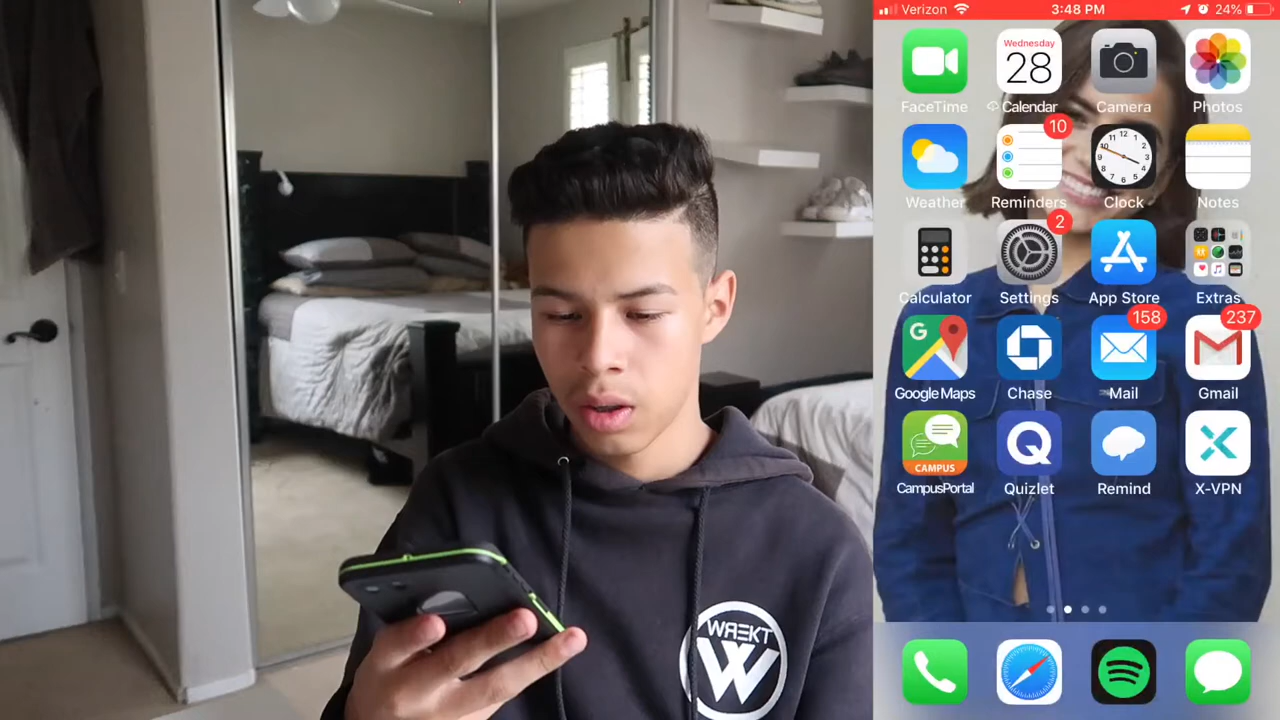 Verizon 3:48 PM 24%
Wednesday
28
FaceTime Calendar Camera Photos
10
12
Weather Reminders Clock Notes
2
Calculator Settings App Store Extras
158 237
G
Google Maps Chase Mail Gmail
CAMPUS Q
CampusPortal Quizlet Remind X-VPN
WREKT
W